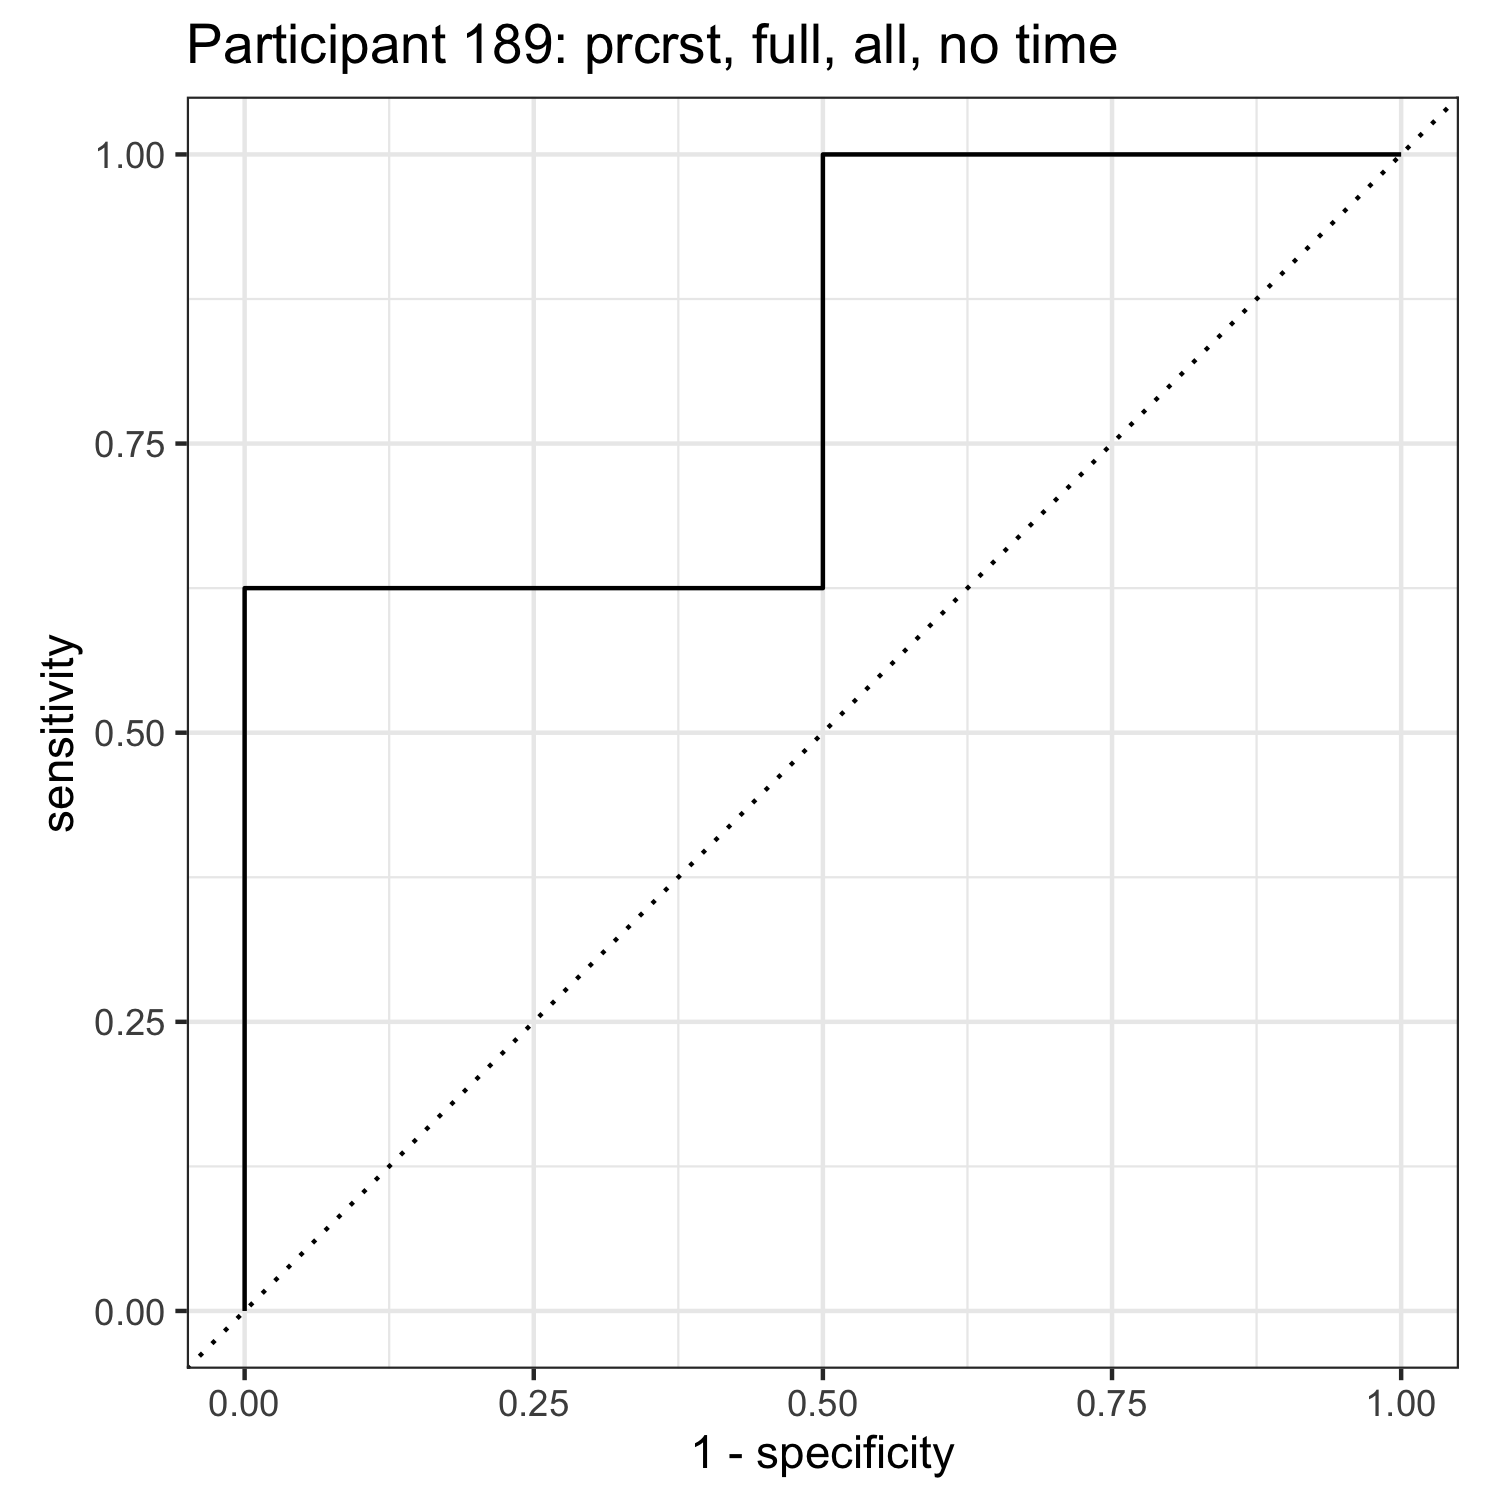 Participant 189: prcrst, full, all, no time
sensitivity
1.00
0.75
0.50
0.25
0.00
0.00 0.25 0.50 0.75 1.00
1 - specificity